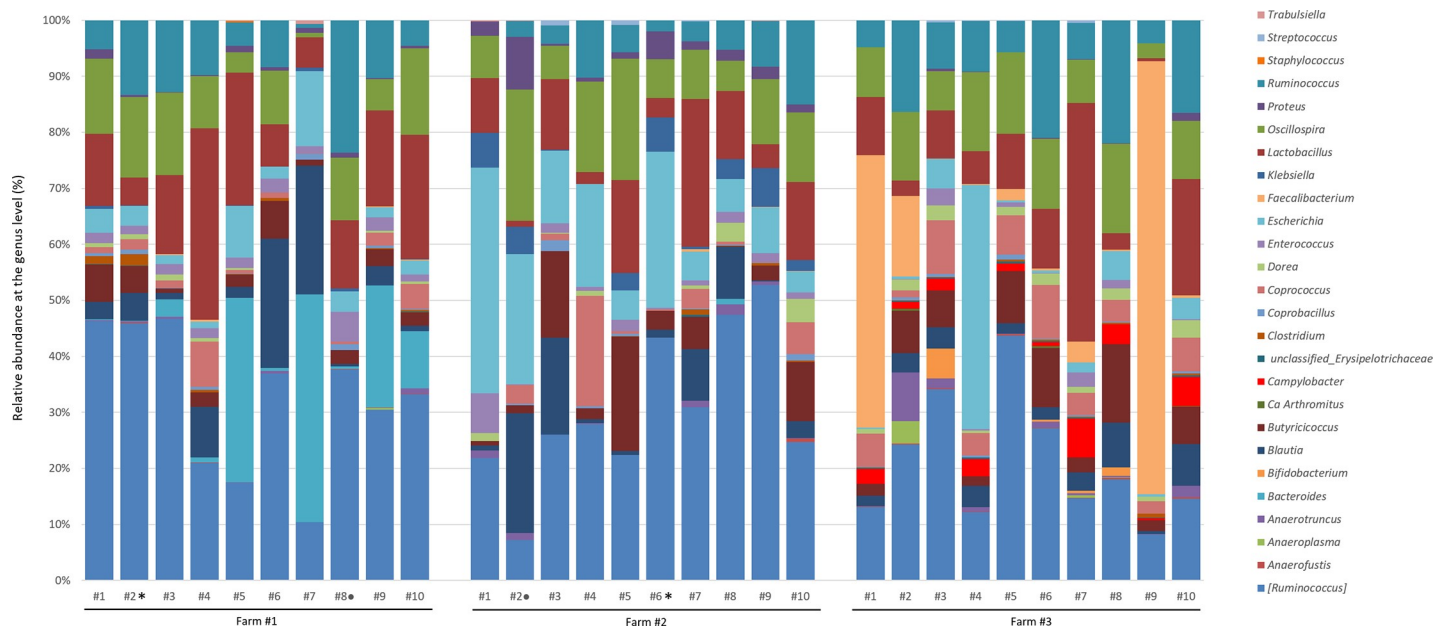 Relative abundance at the genus level (%)
100%
90%
80%
70%
60%
50%
40%
30%
20%
10%
0%
#1 #2* #3 #4 #5 #6 #7 #8● #9 #10
Farm #1
#1 #2● #3 #4 #5 #6* #7 #8 #9 #10
Farm #2
#1 #2 #3 #4 #5 #6 #7 #8 #9 #10
Farm #3
Trabulsiella
Streptococcus
Staphylococcus
Ruminococcus
Proteus
Oscillospira
Lactobacillus
Klebsiella
Faecalibacterium
Escherichia
Enterococcus
Dorea
Coprococcus
Coprobacillus
Clostridium
unclassified_Erysipelotrichaceae
Campylobacter
Ca Arthromitus
Butyricicoccus
Blautia
Bifidobacterium
Bacteroides
Anaerotruncus
Anaeroplasma
Anaerofustis
[Ruminococcus]